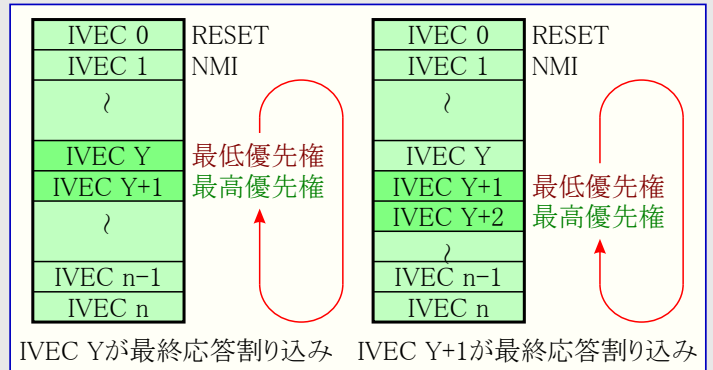 IVEC 0 RESET
IVEC 1 NMI
~
IVEC Y 最低優先権
IVEC Y+1 最高優先権
~
IVEC n-1
IVEC n
IVEC Yが最終応答割り込み
IVEC 0 RESET
IVEC 1 NMI
~
IVEC Y
IVEC Y+1 最低優先権
IVEC Y+2 最高優先権
~
IVEC n-1
IVEC n
IVEC Y+1が最終応答割り込み